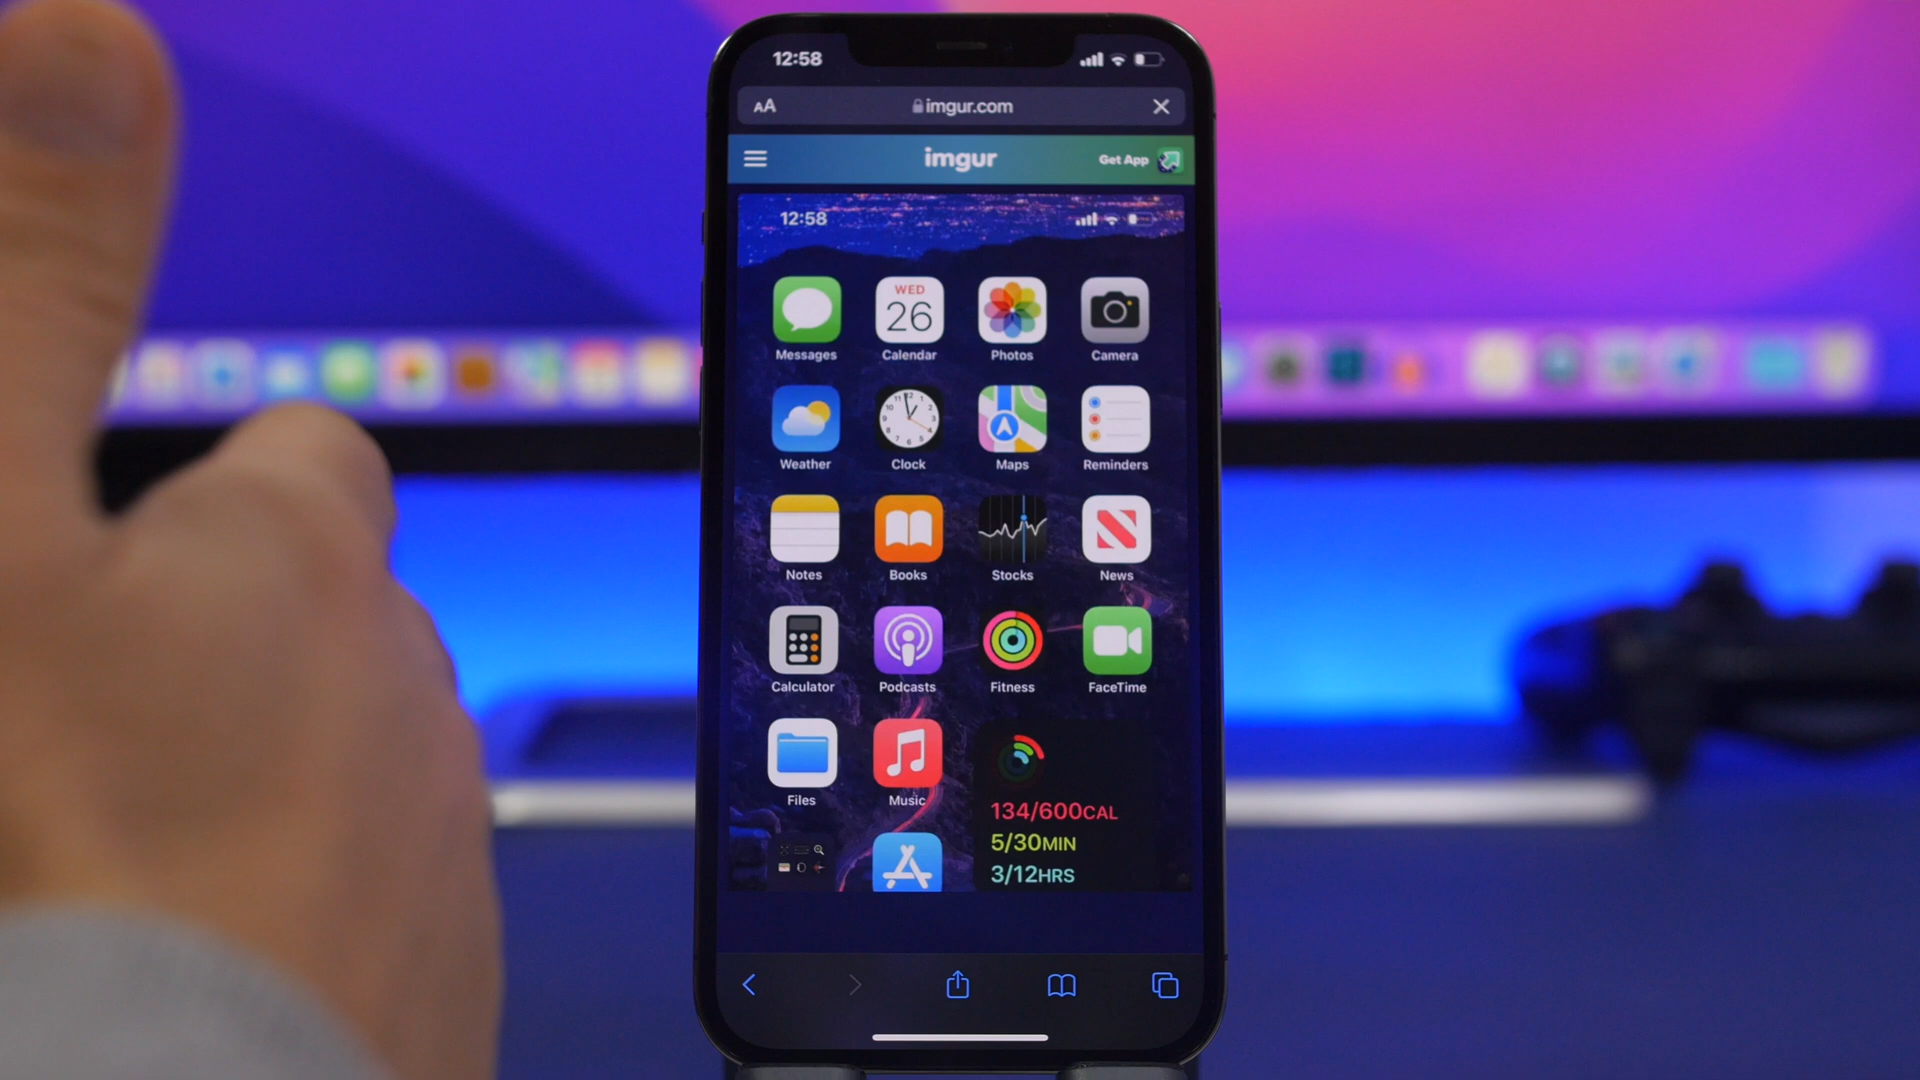 12:58
AA imgur.com
imgur Get App
12:58
WED
26
Messages Calendar Photos Camera
Weather Clock Maps Reminders
Notes Books Stocks News
Calculator Podcasts Fitness FaceTime
Files Music
134/600CAL
5/30MIN
3/12HRS